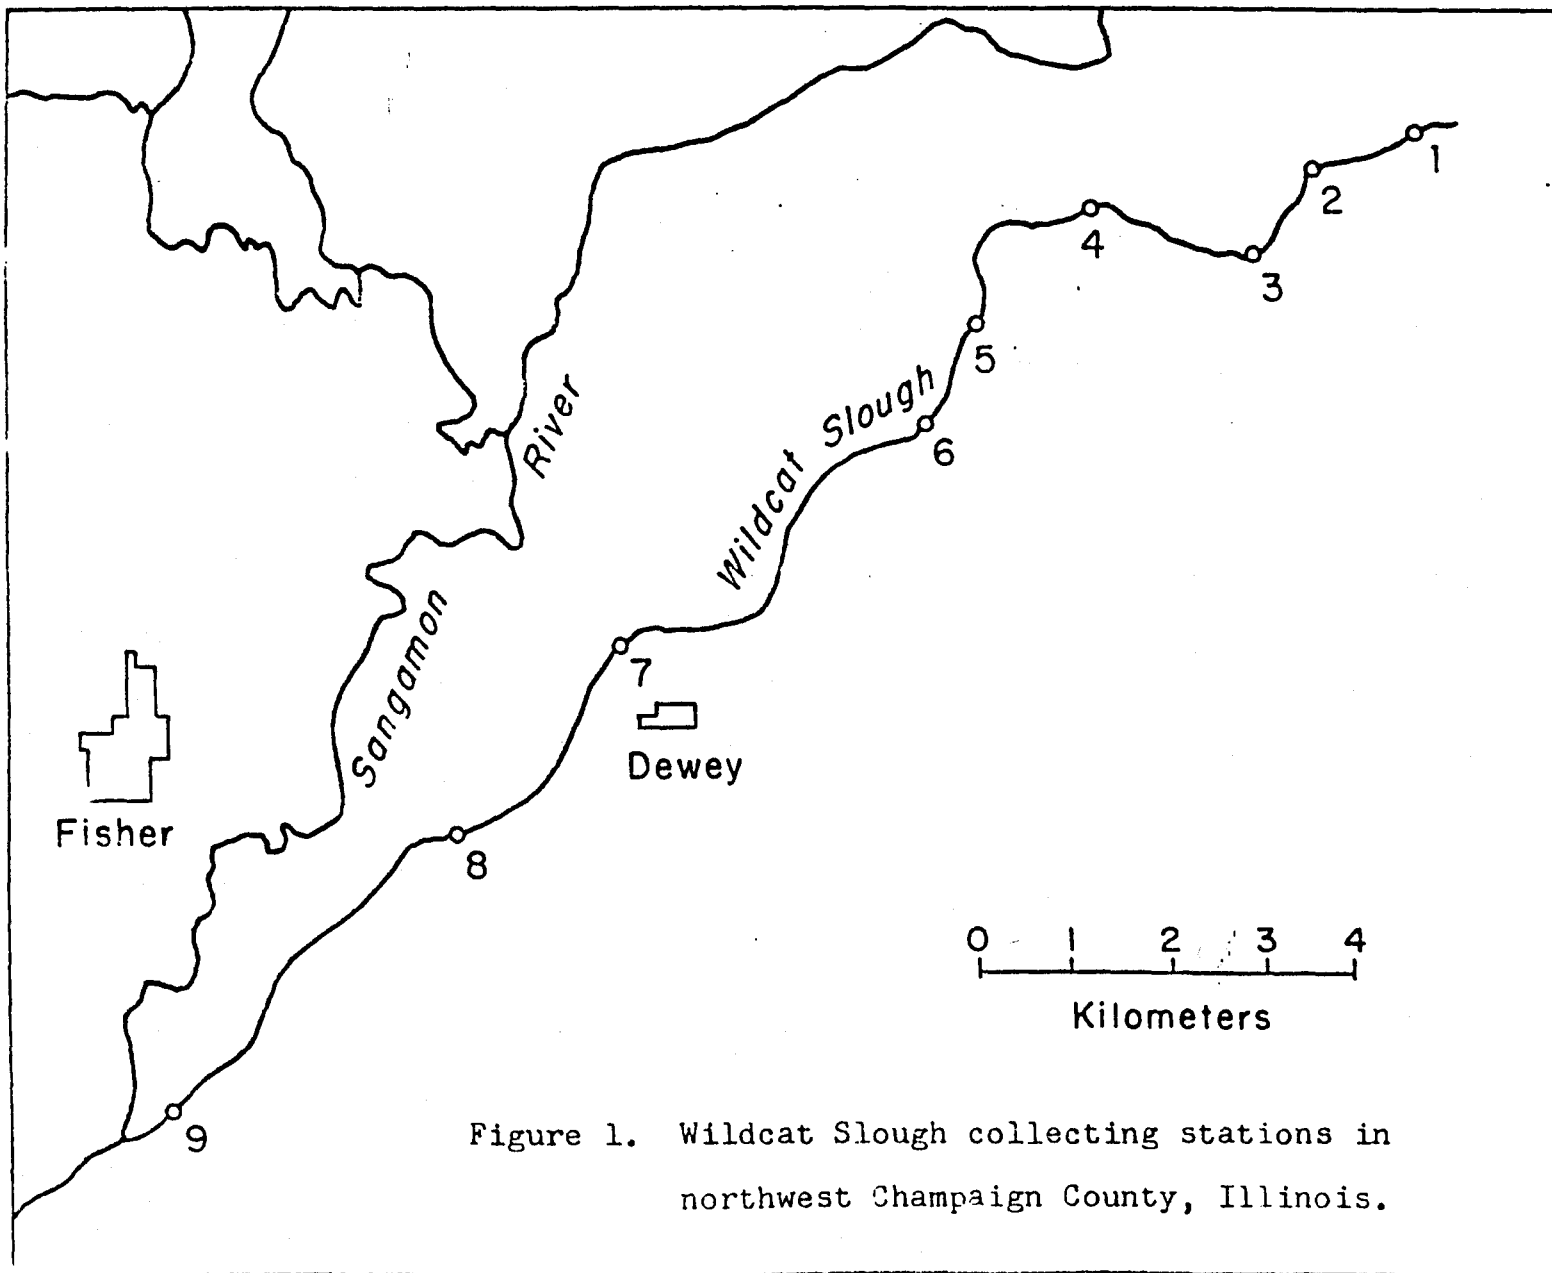 1
2
3
4
5
6
Wildcat Slough
River
7
Dewey
Sangamon
Fisher
8
0 1 2 3 4
Kilometers
9
Figure 1. Wildcat Slough collecting stations in
northwest Champaign County, Illinois.